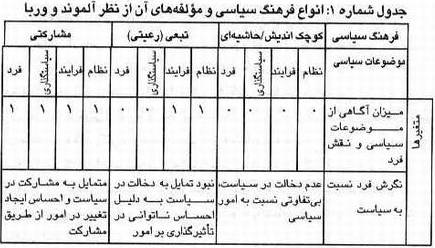 جدول شماره ۱: انواع فرهنگ سیاسی و مؤلفه‌های آن از نظر آلموند و وربا
فرهنگ سیاسی کوچک اندیش/حاشیه‌ای تبعی (رعیتی) مشارکتی
موضوعات سیاسی نظام فرایند سیاستگذاری فرد نظام فرایند سیاستگذاری فرد نظام فرایند سیاستگذاری فرد
متغیرها
میزان آگاهی از ۰ ۰ ۰ ۰ ۱ ۱ ۰ ۰ ۱ ۱ ۱ ۱
موضوعات
سیاسی و نقش
فرد
نگرش فرد نسبت عدم دخالت در سیاست، نبود تمایل به دخالت در متمایل به مشارکت در
به سیاست بی‌تفاوتی نسبت به امور سیاست به دلیل سیاست و احساس ایجاد
سیاسی احساس ناتوانی در تغییر در امور از طریق
تأثیرگذاری بر امور مشارکت